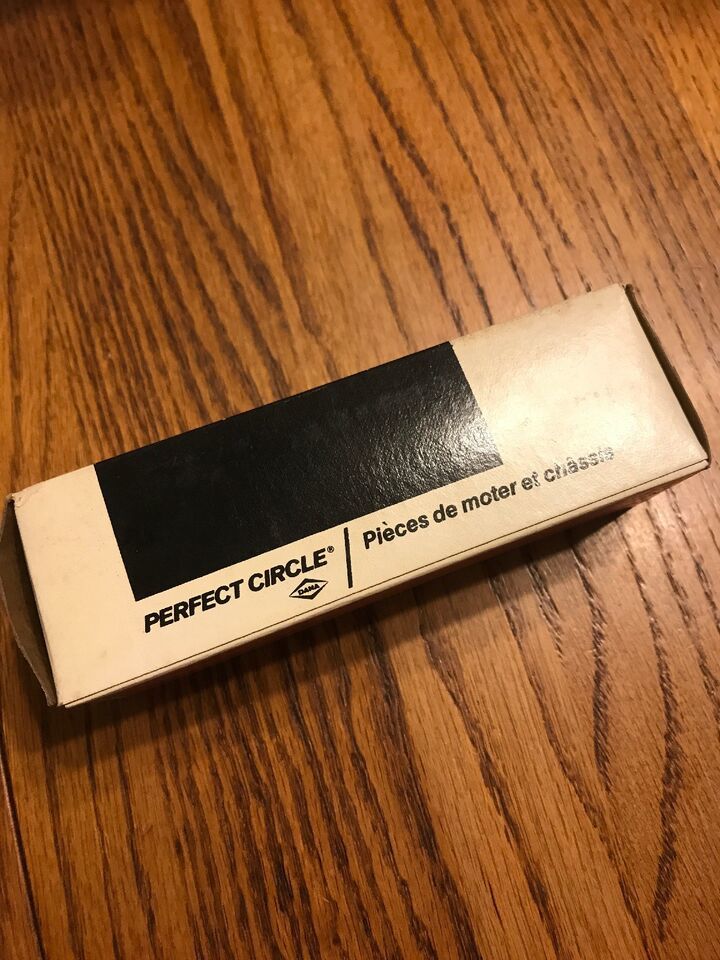 PERFECT CIRCLE®
DANA
Pièces de moter et châssis